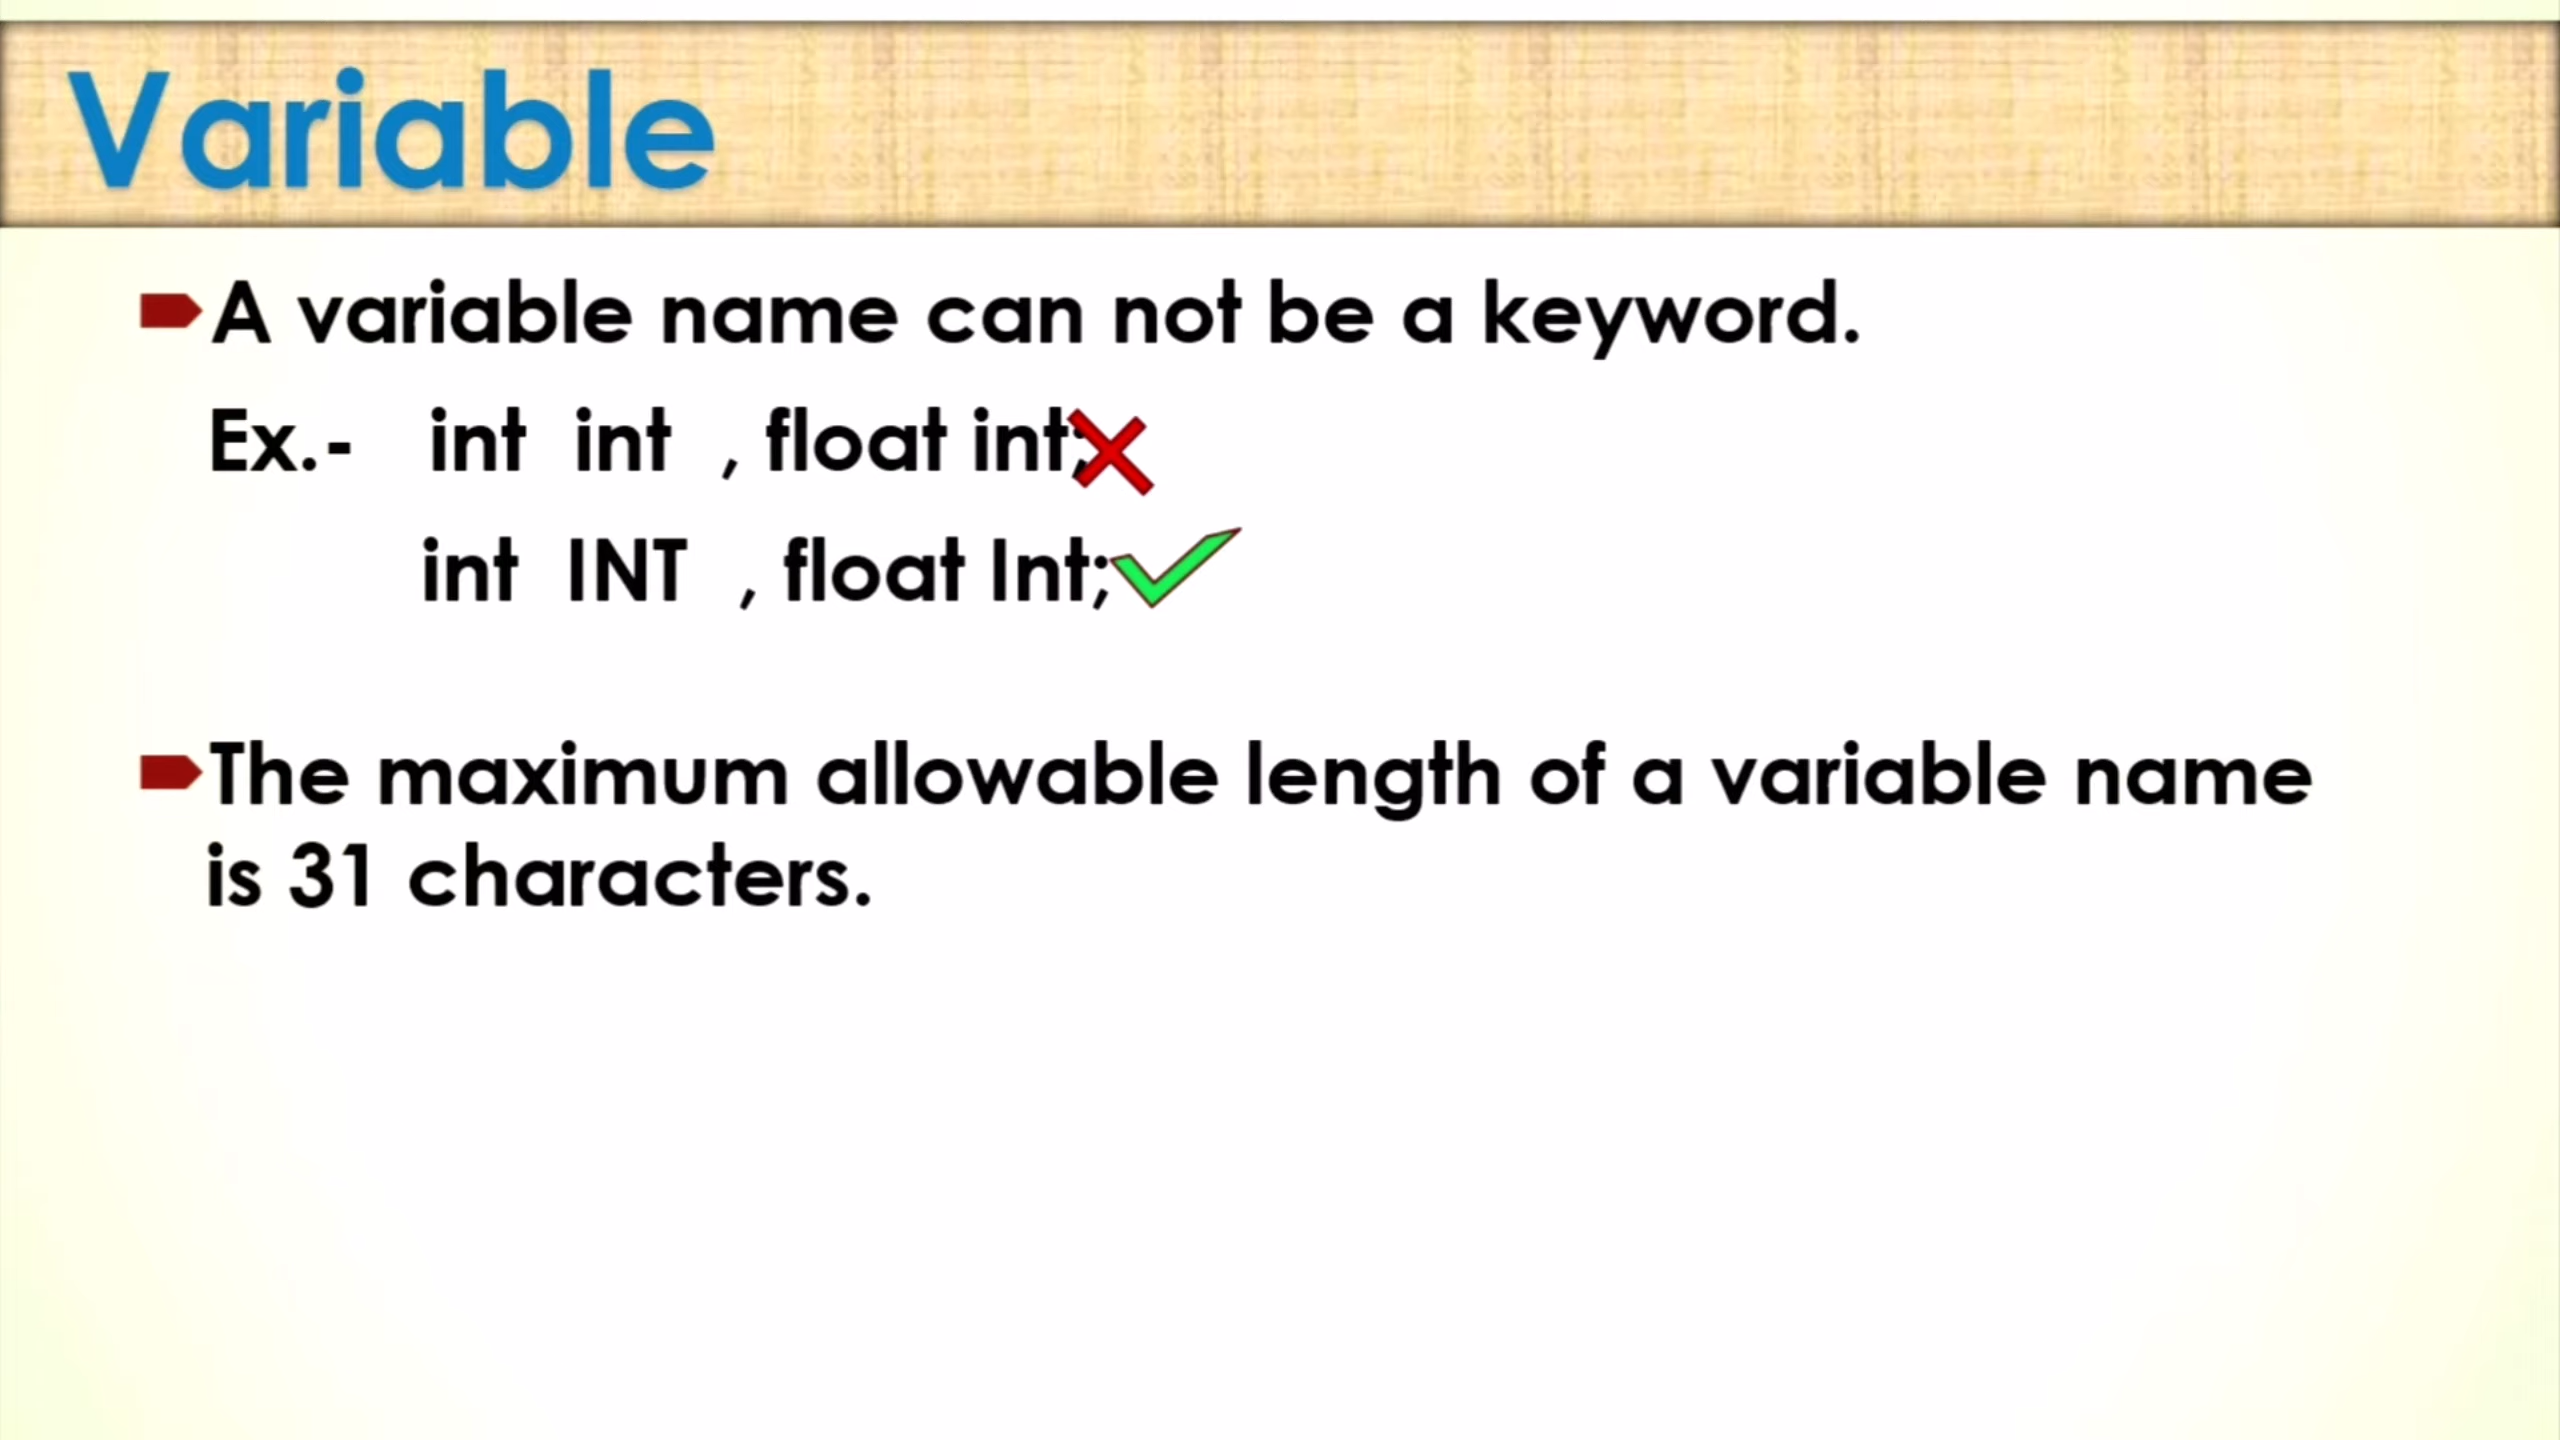 Variable
A variable name can not be a keyword.
Ex.- int int , float int;
int INT , float Int;
The maximum allowable length of a variable name
is 31 characters.